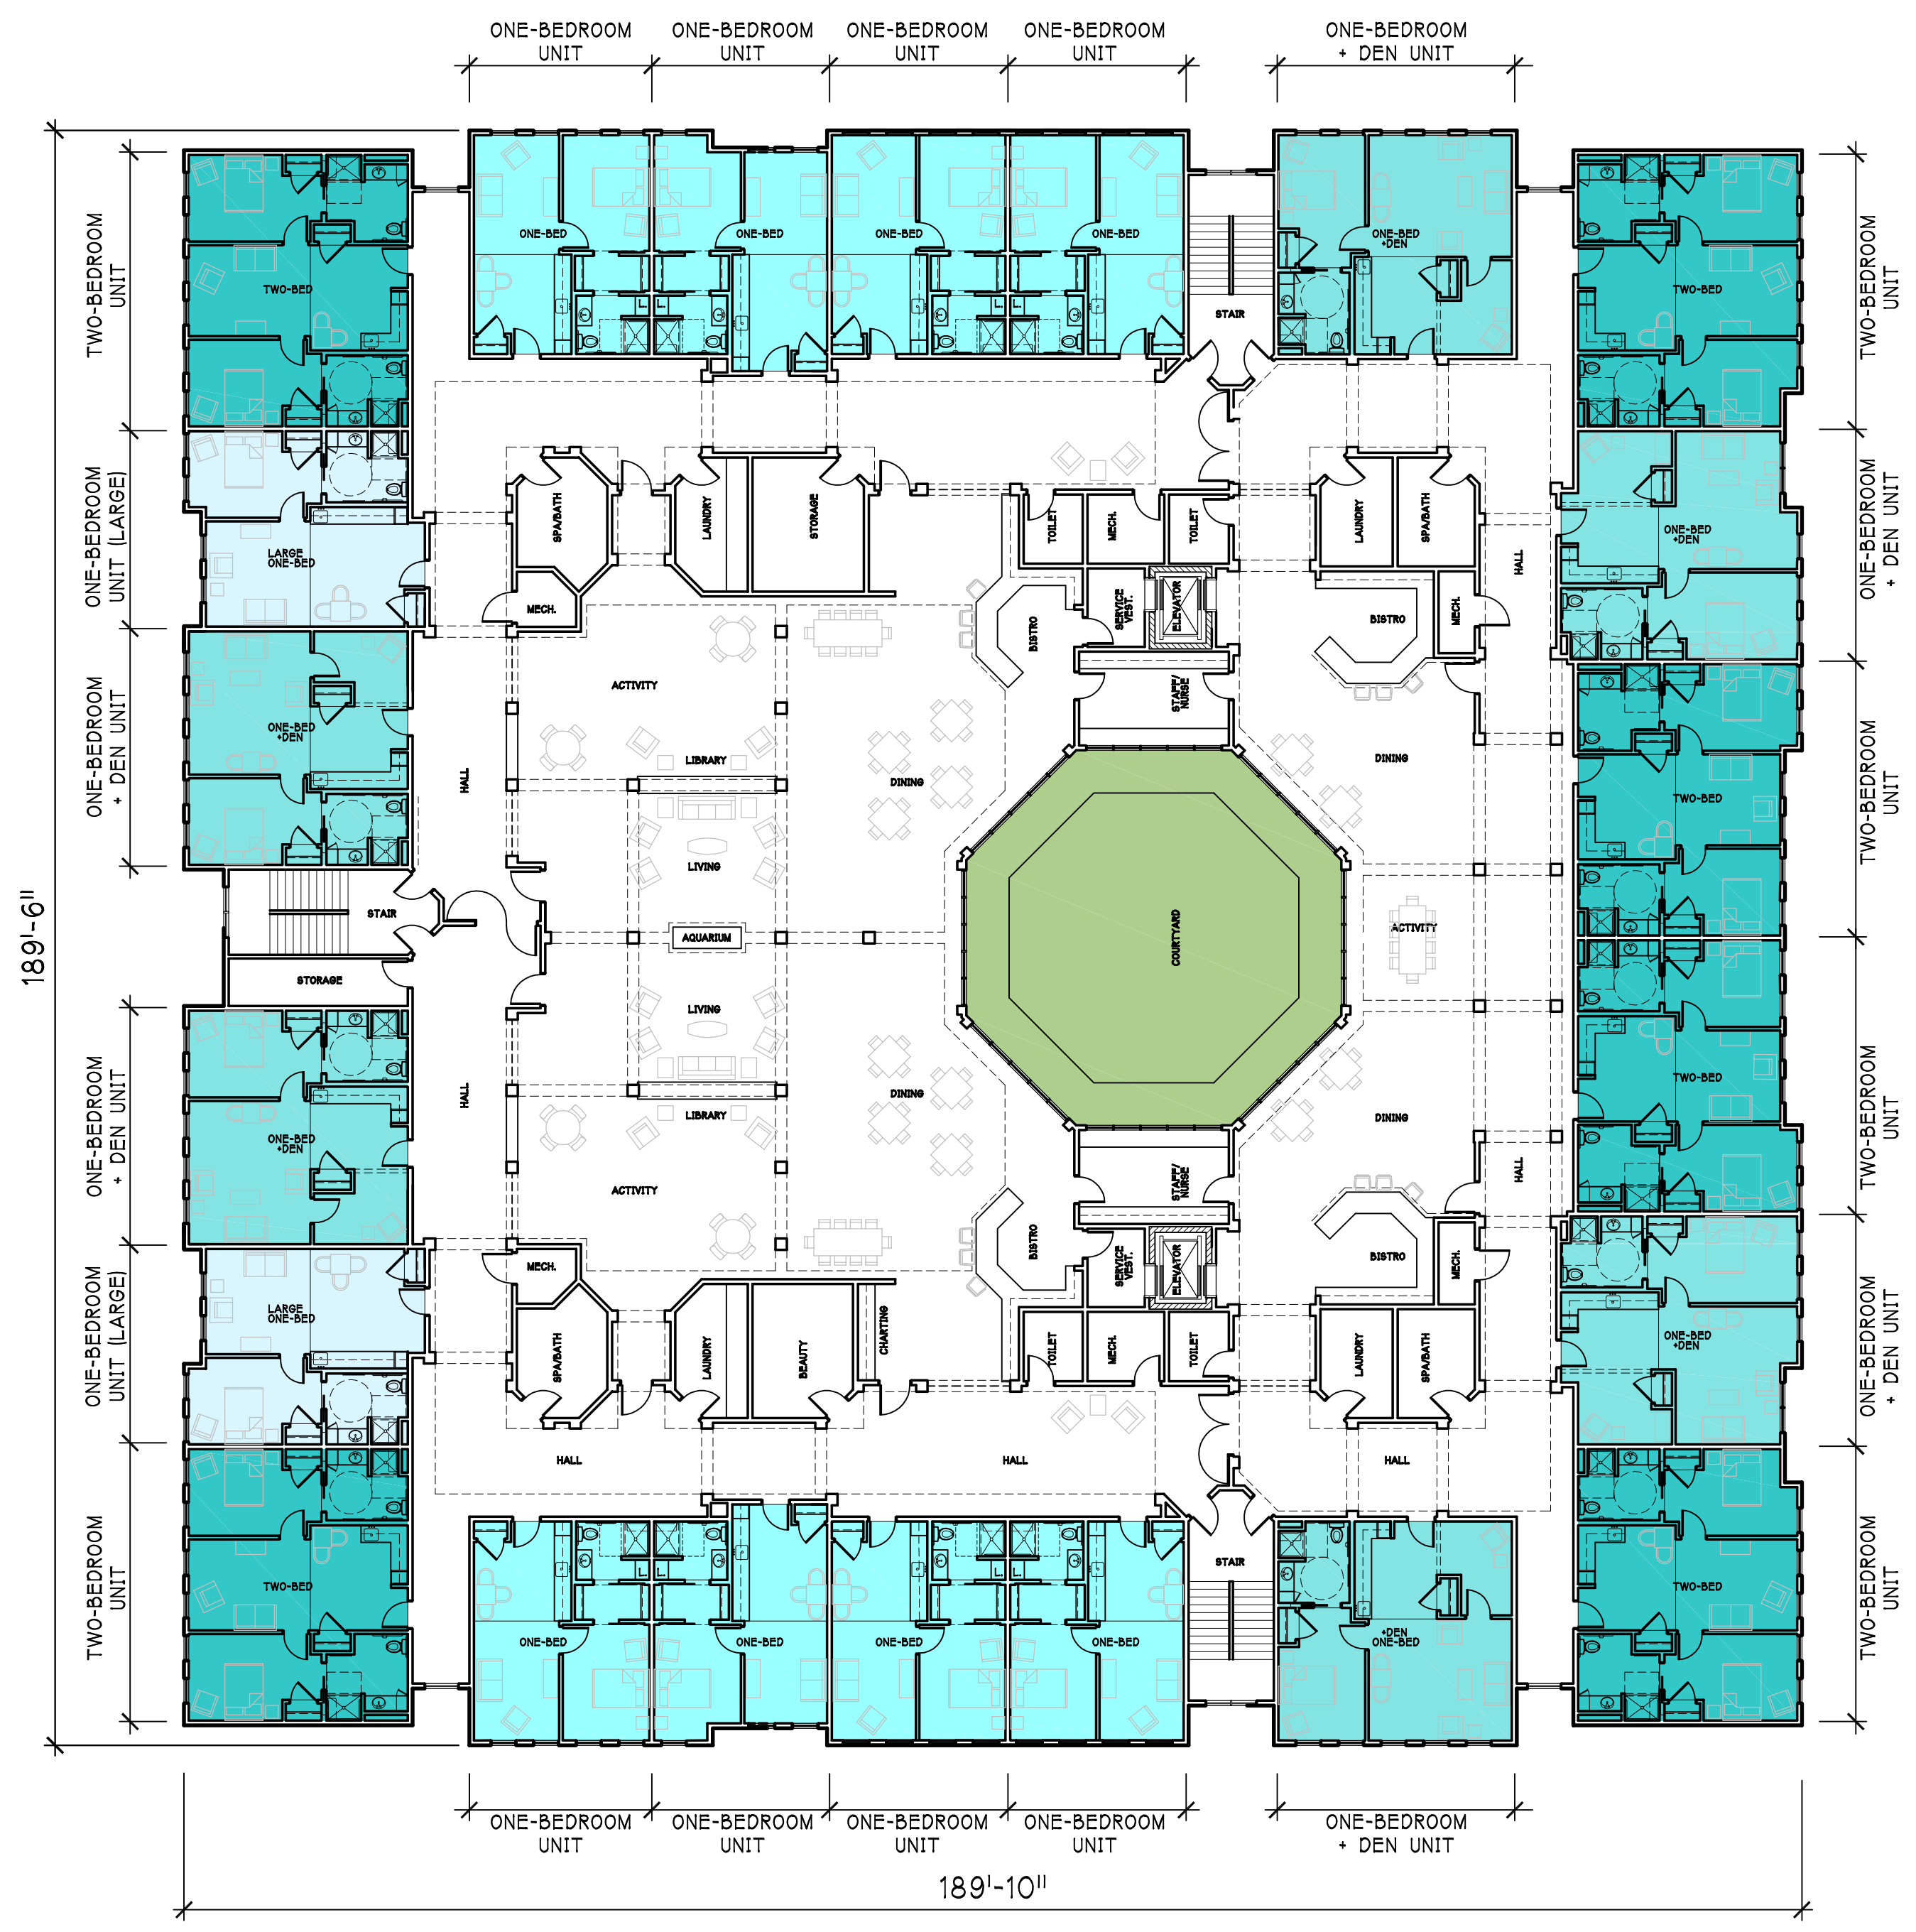 ONE-BEDROOM
UNIT
ONE-BEDROOM
UNIT
ONE-BEDROOM
UNIT
ONE-BEDROOM
UNIT
ONE-BEDROOM
+ DEN UNIT
189'-6"
TWO-BEDROOM
UNIT
ONE-BEDROOM
UNIT (LARGE)
ONE-BEDROOM
+ DEN UNIT
ONE-BEDROOM
+ DEN UNIT
ONE-BEDROOM
UNIT (LARGE)
TWO-BEDROOM
UNIT
TWO-BED
LARGE
ONE-BED
ONE-BED
+DEN
STAIR
STORAGE
ONE-BED
+DEN
LARGE
ONE-BED
TWO-BED
ONE-BED
ONE-BED
ONE-BED
ONE-BED
STAIR
ONE-BED
+DEN
SPA/BATH
LAUNDRY
STORAGE
TOILET
MECH.
TOILET
LAUNDRY
SPA/BATH
HALL
MECH.
BISTRO
SERVICE
VEST.
ELEVATOR
BISTRO
MECH.
ACTIVITY
STAFF/
NURSE
HALL
LIBRARY
DINING
DINING
LIVING
AQUARIUM
COURTYARD
ACTIVITY
LIVING
HALL
LIBRARY
DINING
DINING
ACTIVITY
STAFF/
NURSE
HALL
MECH.
BISTRO
SERVICE
VEST.
ELEVATOR
BISTRO
MECH.
SPA/BATH
LAUNDRY
BEAUTY
CHARTING
TOILET
MECH.
TOILET
LAUNDRY
SPA/BATH
HALL
HALL
HALL
STAIR
ONE-BED
ONE-BED
ONE-BED
ONE-BED
+DEN
ONE-BED
TWO-BED
ONE-BED
+DEN
TWO-BED
TWO-BED
ONE-BED
+DEN
TWO-BED
TWO-BEDROOM
UNIT
ONE-BEDROOM
+ DEN UNIT
TWO-BEDROOM
UNIT
TWO-BEDROOM
UNIT
ONE-BEDROOM
+ DEN UNIT
TWO-BEDROOM
UNIT
ONE-BEDROOM
UNIT
ONE-BEDROOM
UNIT
ONE-BEDROOM
UNIT
ONE-BEDROOM
UNIT
ONE-BEDROOM
+ DEN UNIT
189'-10"